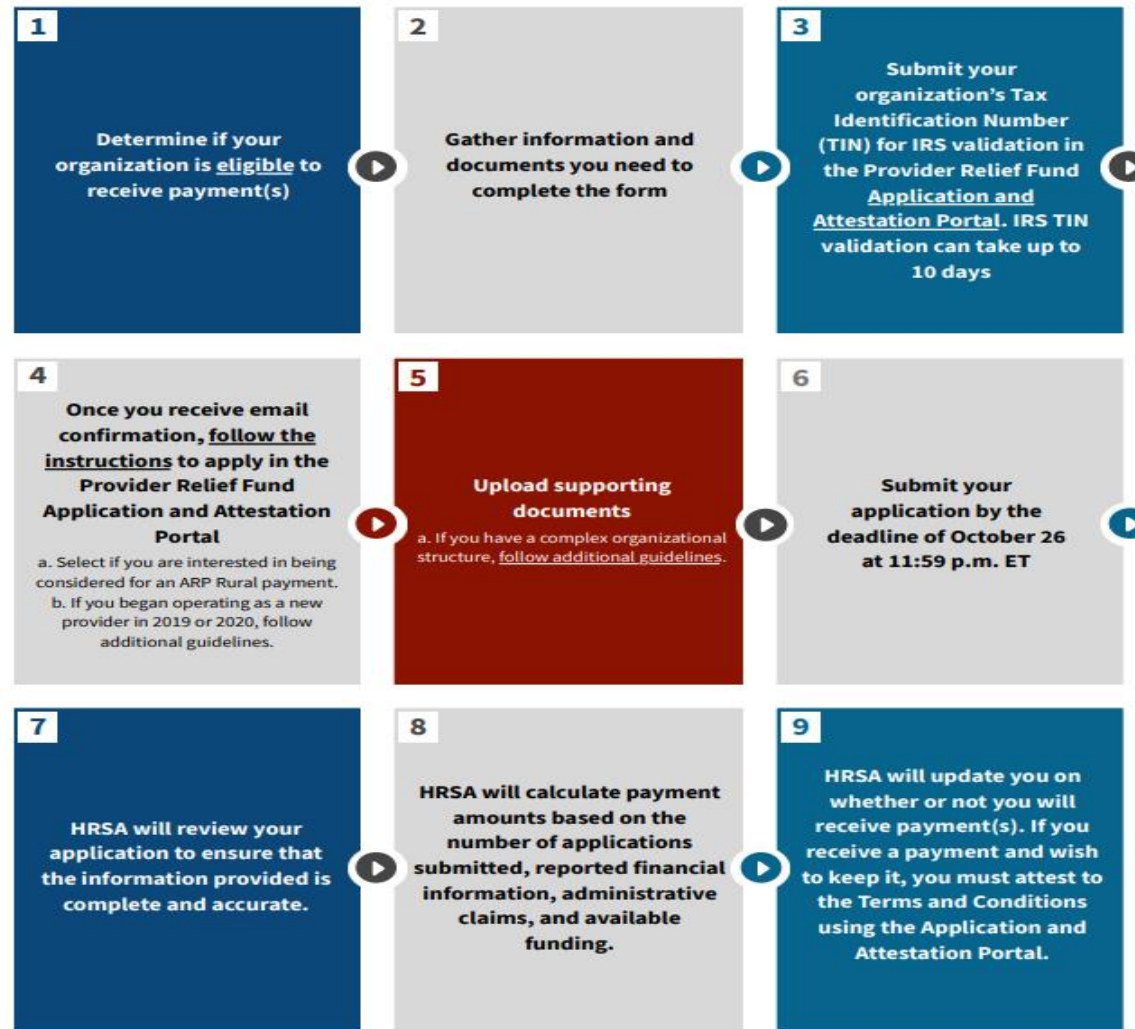 1
Determine if your
organization is eligible to
receive payment(s)
2
Gather information and
documents you need to
complete the form
3
Submit your
organization's Tax
Identification Number
(TIN) for IRS validation in
the Provider Relief Fund
Application and
Attestation Portal. IRS TIN
validation can take up to
10 days
4
Once you receive email
confirmation, follow the
instructions to apply in the
Provider Relief Fund
Application and Attestation
Portal
a. Select if you are interested in being
considered for an ARP Rural payment.
b. If you began operating as a new
provider in 2019 or 2020, follow
additional guidelines.
5
Upload supporting
documents
a. If you have a complex organizational
structure, follow additional guidelines.
6
Submit your
application by the
deadline of October 26
at 11:59 p.m. ET
7
HRSA will review your
application to ensure that
the information provided is
complete and accurate.
8
HRSA will calculate payment
amounts based on the
number of applications
submitted, reported financial
information, administrative
claims, and available
funding.
9
HRSA will update you on
whether or not you will
receive payment(s). If you
receive a payment and wish
to keep it, you must attest to
the Terms and Conditions
using the Application and
Attestation Portal.